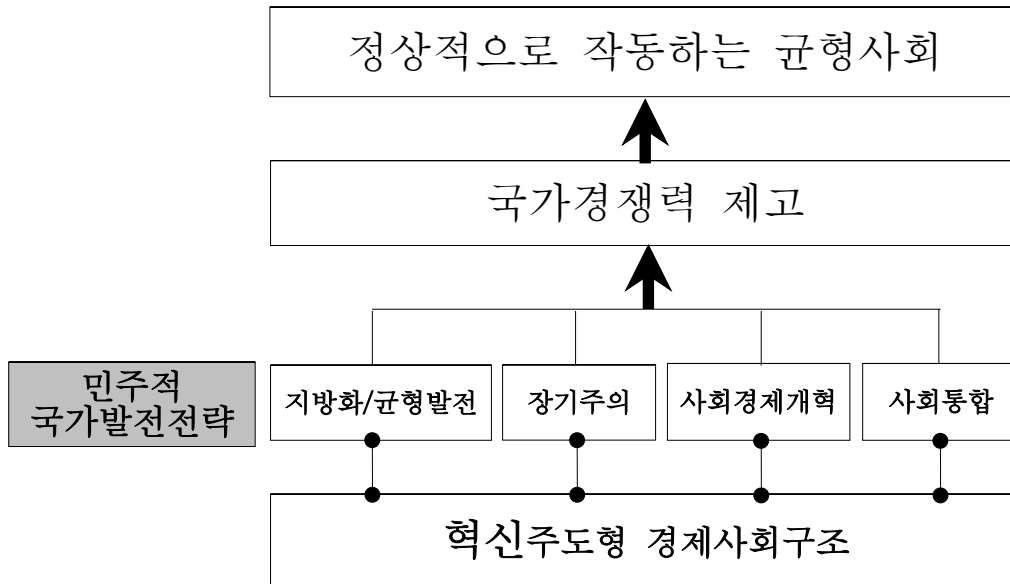 정상적으로 작동하는 균형사회
국가경쟁력 제고
민주적
국가발전전략
지방화/균형발전
장기주의
사회경제개혁
사회통합
혁신주도형 경제사회구조